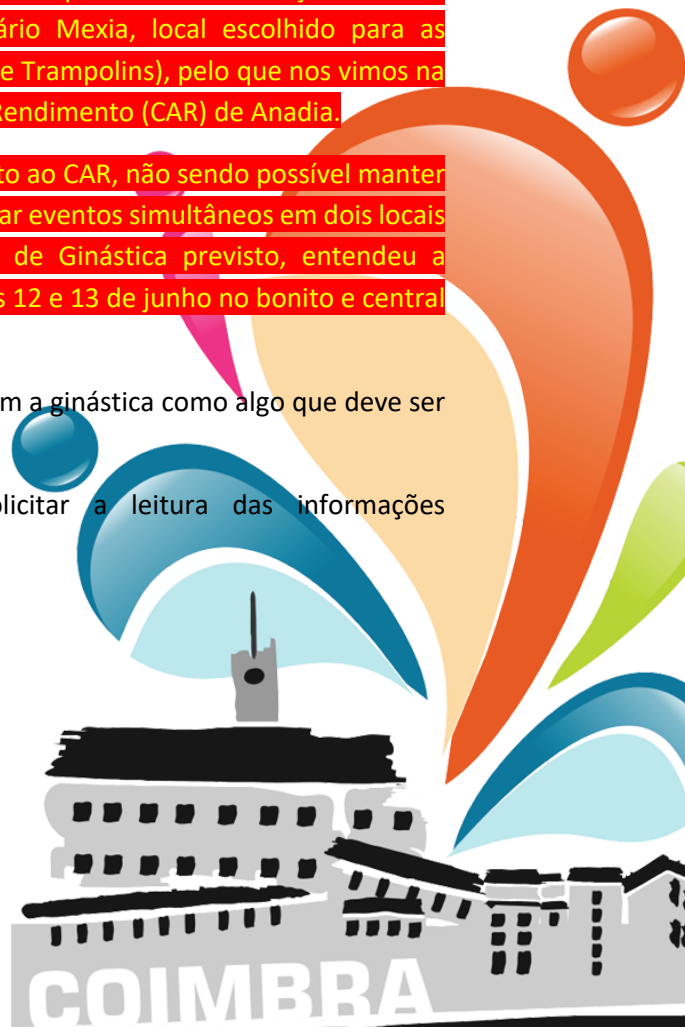 ário Mexia, local escolhido para as
e Trampolins), pelo que nos vimos na
Rendimento (CAR) de Anadia.
to ao CAR, não sendo possível manter
ar eventos simultâneos em dois locais
de Ginástica previsto, entendeu a
s 12 e 13 de junho no bonito e central
m a ginástica como algo que deve ser
licitar a leitura das informações
COIMBRA